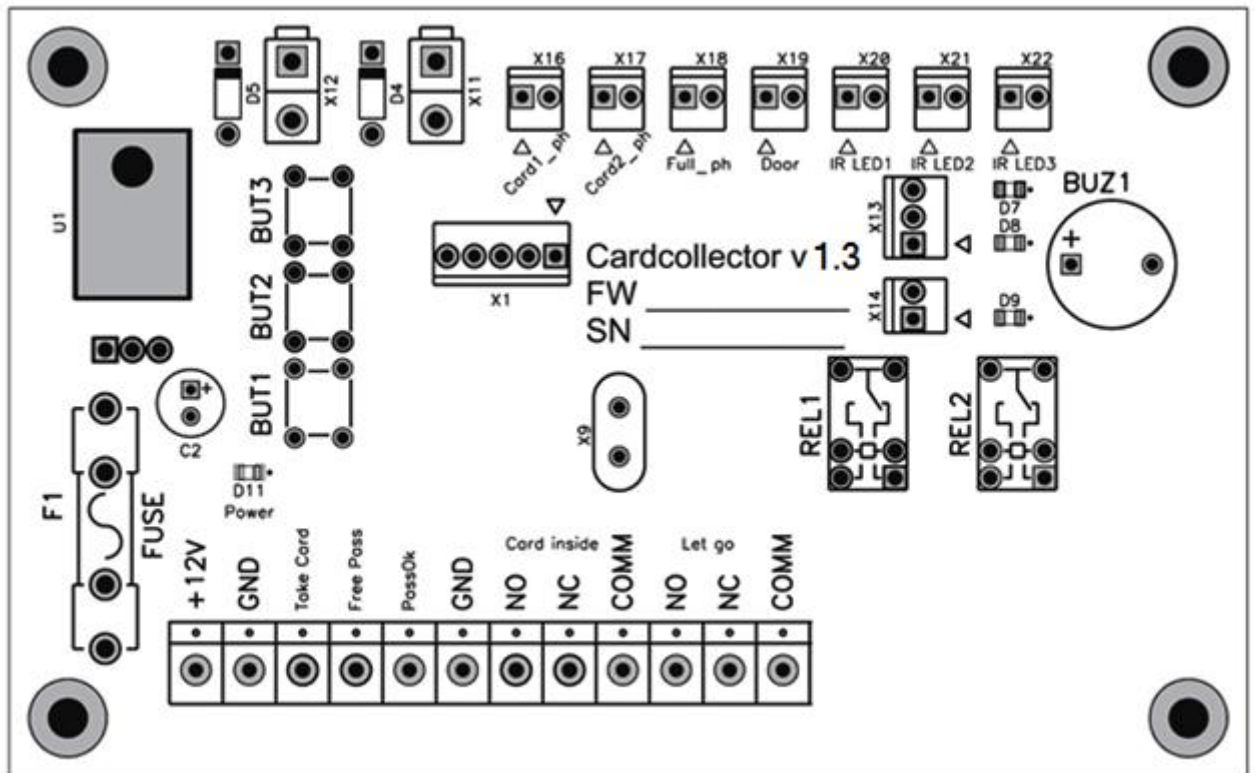 X16 X17 X18 X19 X20 X21 X22
D5 X12 D4 X11
Card1_ph Card2_ph Full_ph Door IR LED1 IR LED2 IR LED3
U1
BUT3
X13
D7
D8
BUZ1
+
X1
Cardcollector v 1.3
FW
SN
BUT2
X14
D9
C2
+
BUT1
X9
REL1
REL2
D11
Power
F1
FUSE
Card inside Let go
+12V GND Take Card Free Pass PassOk GND NO NC COMM NO NC COMM